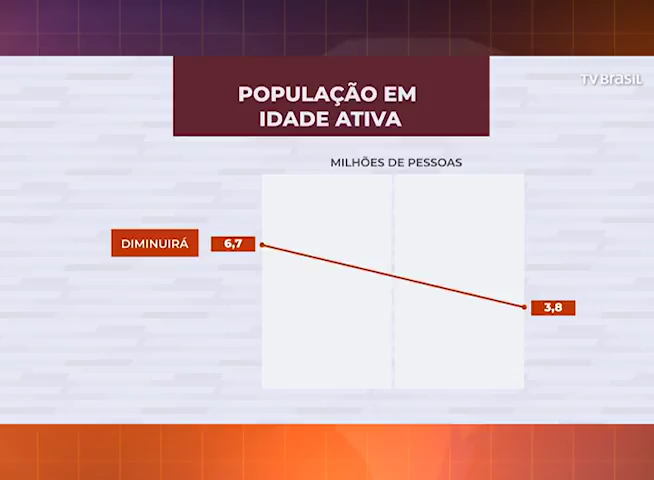 TV BRASIL
POPULAÇÃO EM
IDADE ATIVA
MILHÕES DE PESSOAS
DIMINUIRÁ
6,7
3,8